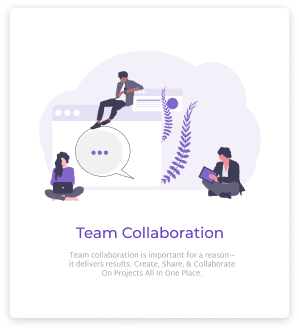 Team Collaboration
Team collaboration is important for a reason –
it delivers results. Create, Share, & Collaborate
On Projects All In One Place.